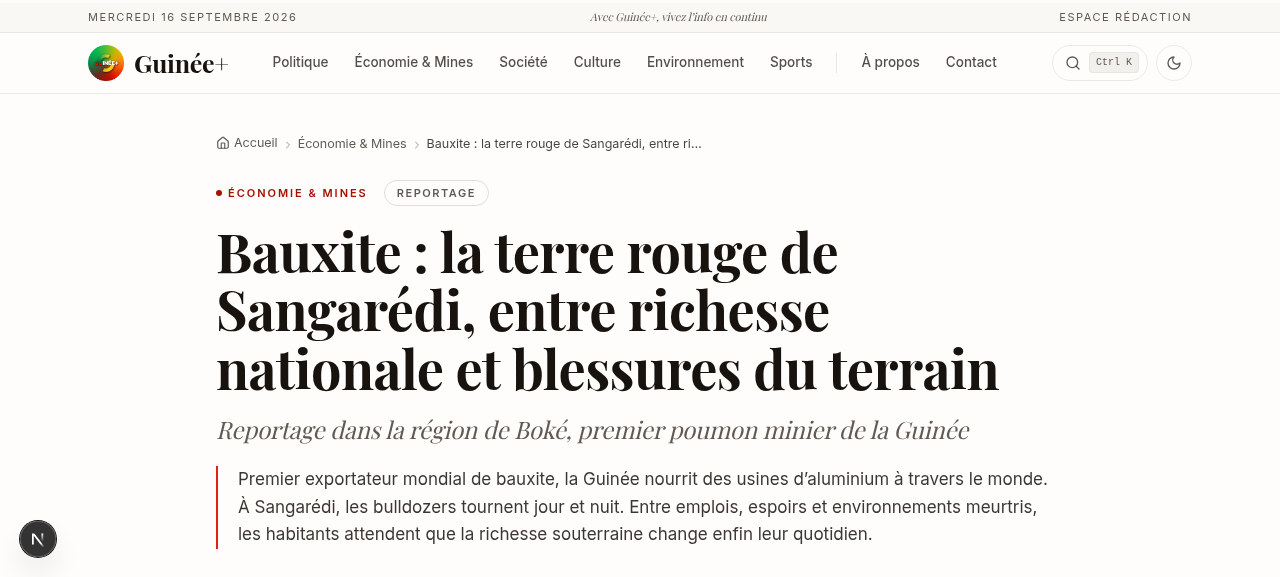 MERCREDI 16 SEPTEMBRE 2026
Avec Guinée+, vivez l’info en continu
ESPACE RÉDACTION
Guinée+
Politique
Économie & Mines
Société
Culture
Environnement
Sports
À propos
Contact
Ctrl K
Accueil › Économie & Mines › Bauxite : la terre rouge de Sangarédi, entre ri…
ÉCONOMIE & MINES
REPORTAGE
Bauxite : la terre rouge de
Sangarédi, entre richesse
nationale et blessures du terrain
Reportage dans la région de Boké, premier poumon minier de la Guinée
Premier exportateur mondial de bauxite, la Guinée nourrit des usines d’aluminium à travers le monde.
À Sangarédi, les bulldozers tournent jour et nuit. Entre emplois, espoirs et environnements meurtris,
les habitants attendent que la richesse souterraine change enfin leur quotidien.